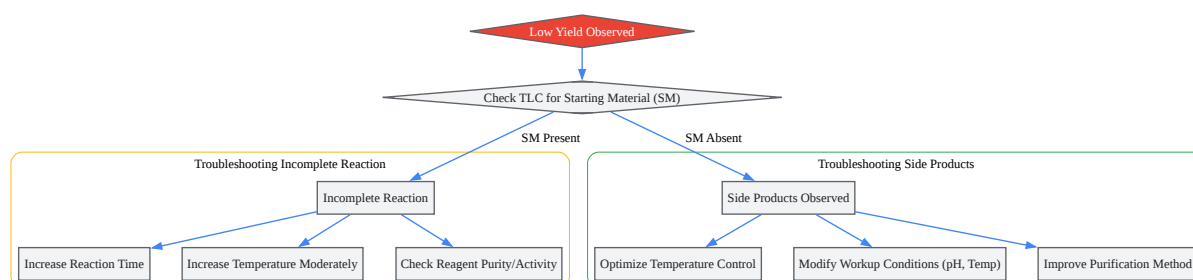 Low Yield Observed
Check TLC for Starting Material (SM)
SM Present
SM Absent
Troubleshooting Incomplete Reaction
Troubleshooting Side Products
Incomplete Reaction
Side Products Observed
Increase Reaction Time
Increase Temperature Moderately
Check Reagent Purity/Activity
Optimize Temperature Control
Modify Workup Conditions (pH, Temp)
Improve Purification Method